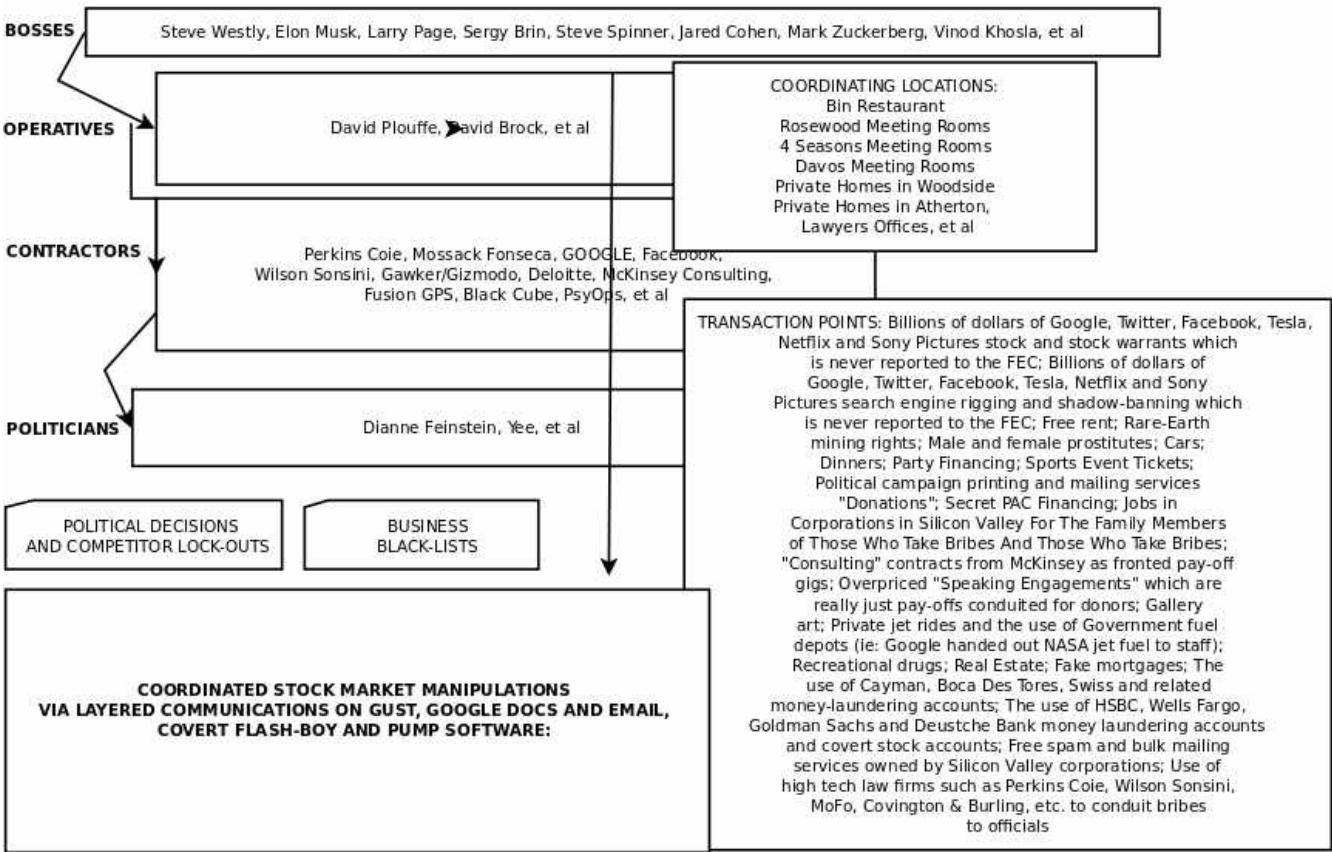 BOSSES
Steve Westly, Elon Musk, Larry Page, Sergy Brin, Steve Spinner, Jared Cohen, Mark Zuckerberg, Vinod Khosla, et al
OPERATIVES
David Plouffe, David Brock, et al
COORDINATING LOCATIONS:
Bin Restaurant
Rosewood Meeting Rooms
4 Seasons Meeting Rooms
Davos Meeting Rooms
Private Homes in Woodside
Private Homes in Atherton,
Lawyers Offices, et al
CONTRACTORS
Perkins Coie, Mossack Fonseca, GOOGLE, Facebook,
Wilson Sonsini, Gawker/Gizmodo, Deloitte, McKinsey Consulting,
Fusion GPS, Black Cube, PsyOps, et al
POLITICIANS
Dianne Feinstein, Yee, et al
TRANSACTION POINTS: Billions of dollars of Google, Twitter, Facebook, Tesla,
Netflix and Sony Pictures stock and stock warrants which
is never reported to the FEC; Billions of dollars of
Google, Twitter, Facebook, Tesla, Netflix and Sony
Pictures search engine rigging and shadow-banning which
is never reported to the FEC; Free rent; Rare-Earth
mining rights; Male and female prostitutes; Cars;
Dinners; Party Financing; Sports Event Tickets;
Political campaign printing and mailing services
"Donations"; Secret PAC Financing; Jobs in
Corporations in Silicon Valley For The Family Members
of Those Who Take Bribes And Those Who Take Bribes;
"Consulting" contracts from McKinsey as fronted pay-off
gigs; Overpriced "Speaking Engagements" which are
really just pay-offs conduited for donors; Gallery
art; Private jet rides and the use of Government fuel
depots (ie: Google handed out NASA jet fuel to staff);
Recreational drugs; Real Estate; Fake mortgages; The
use of Cayman, Boca Des Tores, Swiss and related
money-laundering accounts; The use of HSBC, Wells Fargo,
Goldman Sachs and Deustche Bank money laundering accounts
and covert stock accounts; Free spam and bulk mailing
services owned by Silicon Valley corporations; Use of
high tech law firms such as Perkins Coie, Wilson Sonsini,
MoFo, Covington & Burling, etc. to conduit bribes
to officials
POLITICAL DECISIONS
AND COMPETITOR LOCK-OUTS
BUSINESS
BLACK-LISTS
COORDINATED STOCK MARKET MANIPULATIONS
VIA LAYERED COMMUNICATIONS ON GUST, GOOGLE DOCS AND EMAIL,
COVERT FLASH-BOY AND PUMP SOFTWARE: